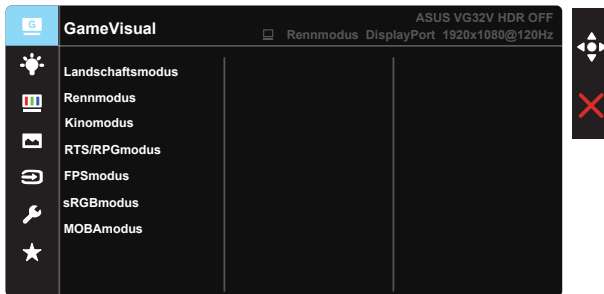 G
GameVisual
ASUS VG32V HDR OFF
Rennmodus DisplayPort 1920x1080@120Hz
Landschaftsmodus
Rennmodus
Kinomodus
RTS/RPGmodus
FPSmodus
sRGBmodus
MOBAmodus